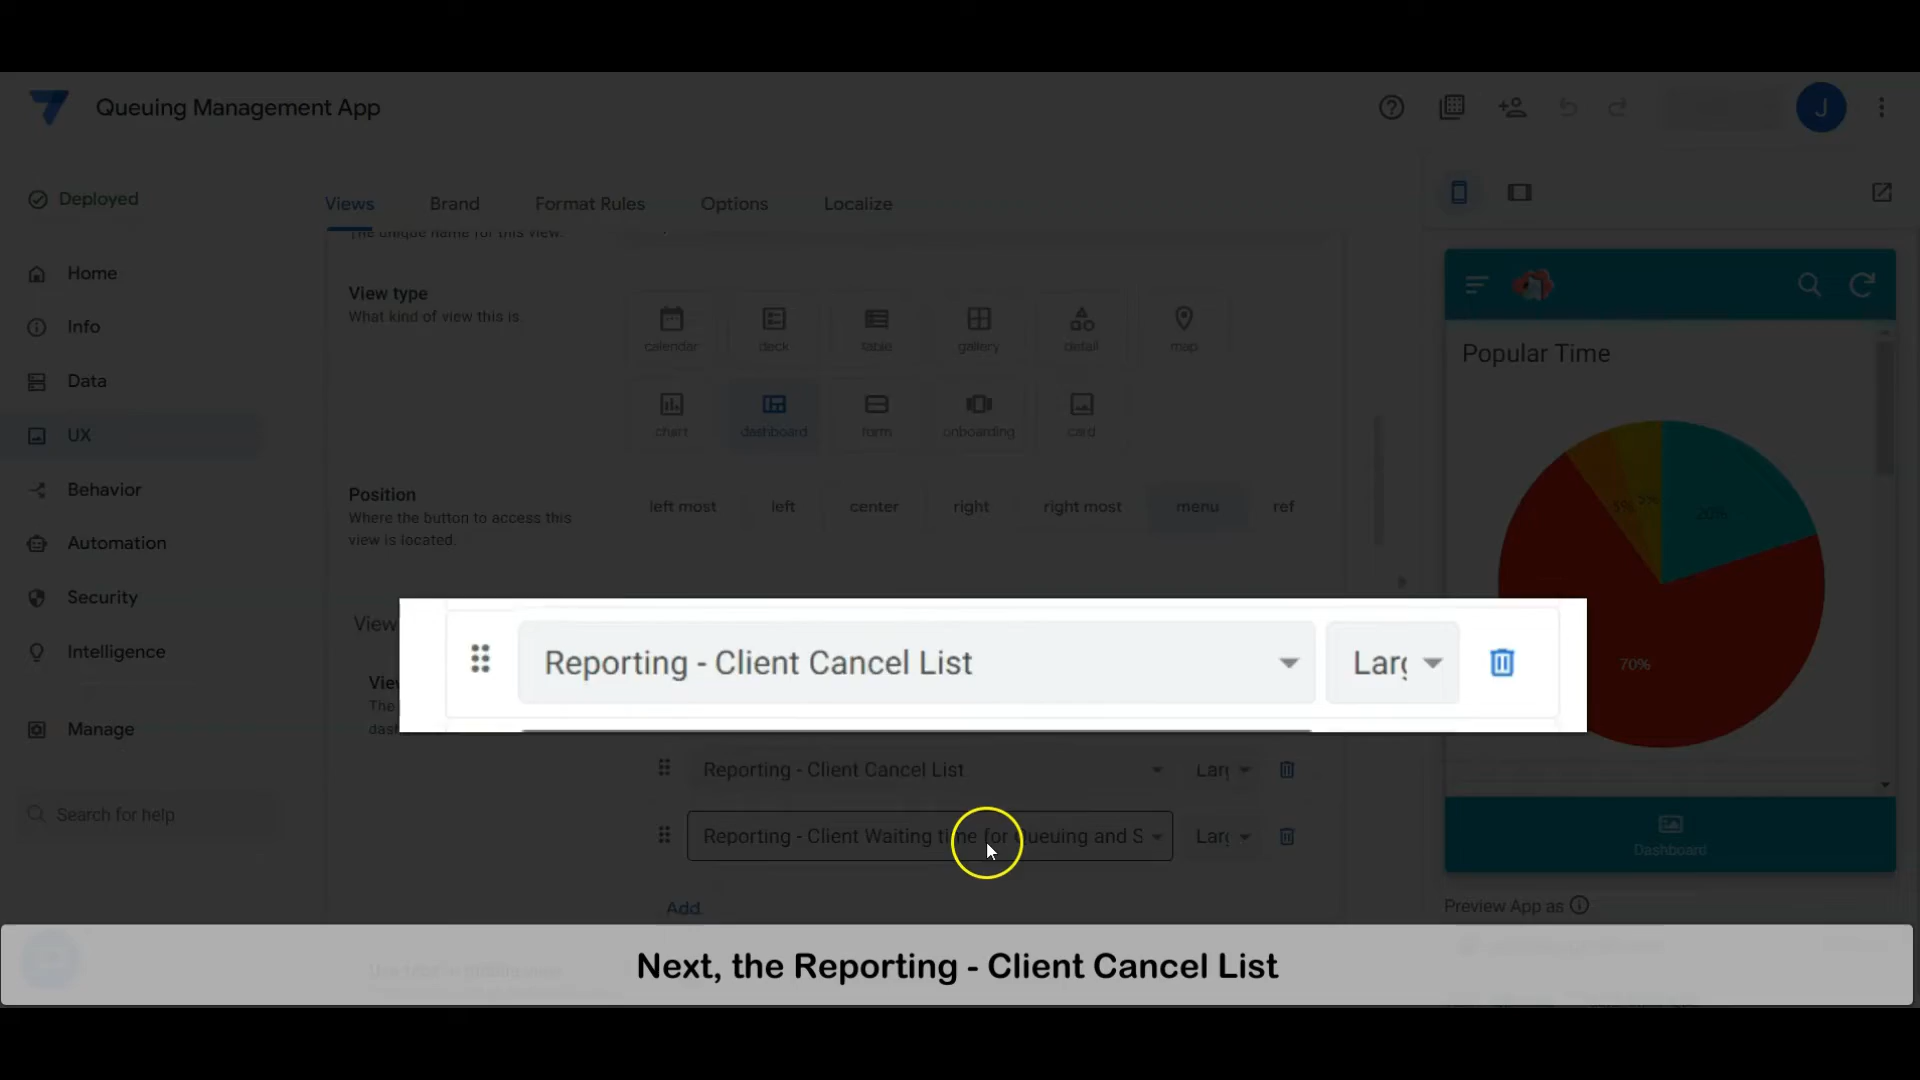 Queuing Management App
J
Deployed
Views Brand Format Rules Options Localize
The unique name for this view.
Home
Info
Data
UX
Behavior
Automation
Security
Intelligence
Manage
Search for help
View type
What kind of view this is.
calendar deck table gallery detail map
chart dashboard form onboarding card
Position
Where the button to access this
view is located.
left most left center right right most menu ref
View
Reporting - Client Cancel List Larg
Reporting - Client Cancel List Larg
Reporting - Client Waiting time for Queuing and S Larg
Add
Popular Time
5% 5% 20%
70%
Dashboard
Preview App as
Next, the Reporting - Client Cancel List